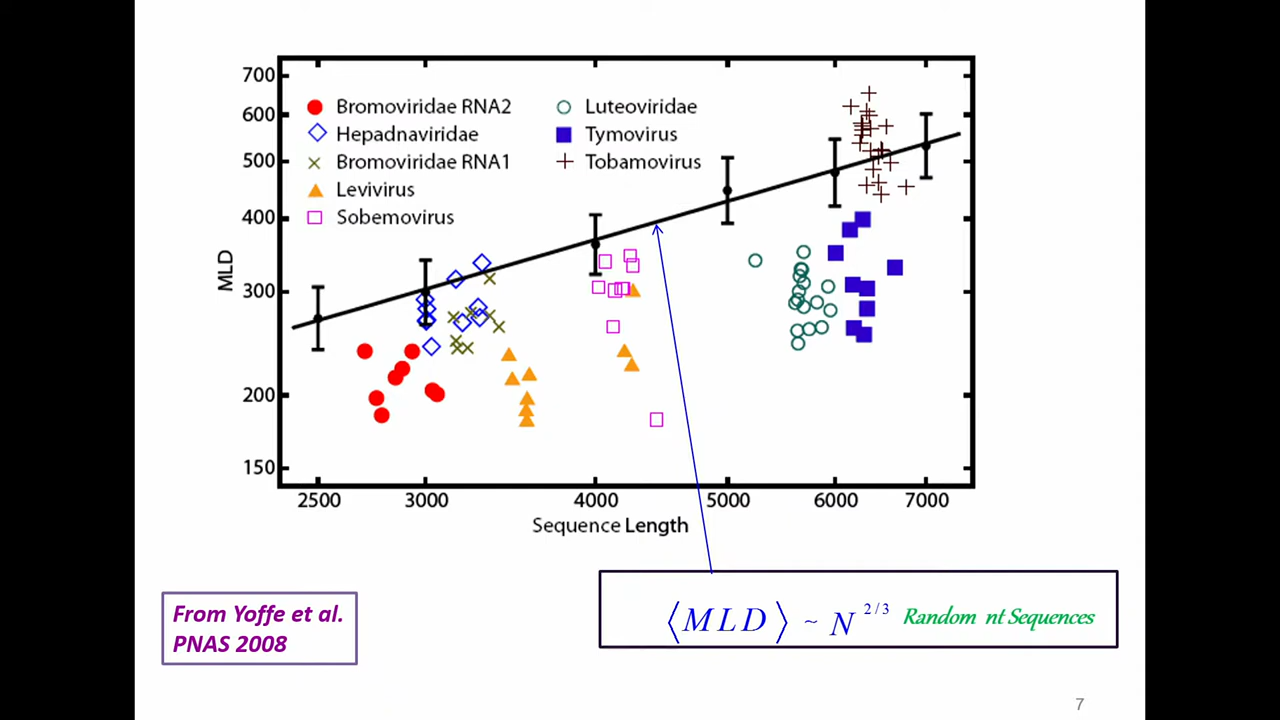 700
600
500
400
300
200
150
MLD
Bromoviridae RNA2
Hepadnaviridae
Bromoviridae RNA1
Levivirus
Sobemovirus
Luteoviridae
Tymovirus
Tobamovirus
2500 3000 4000 5000 6000 7000
Sequence Length
From Yoffe et al.
PNAS 2008
⟨MLD⟩ ~ N^{2/3} Random nt Sequences
7